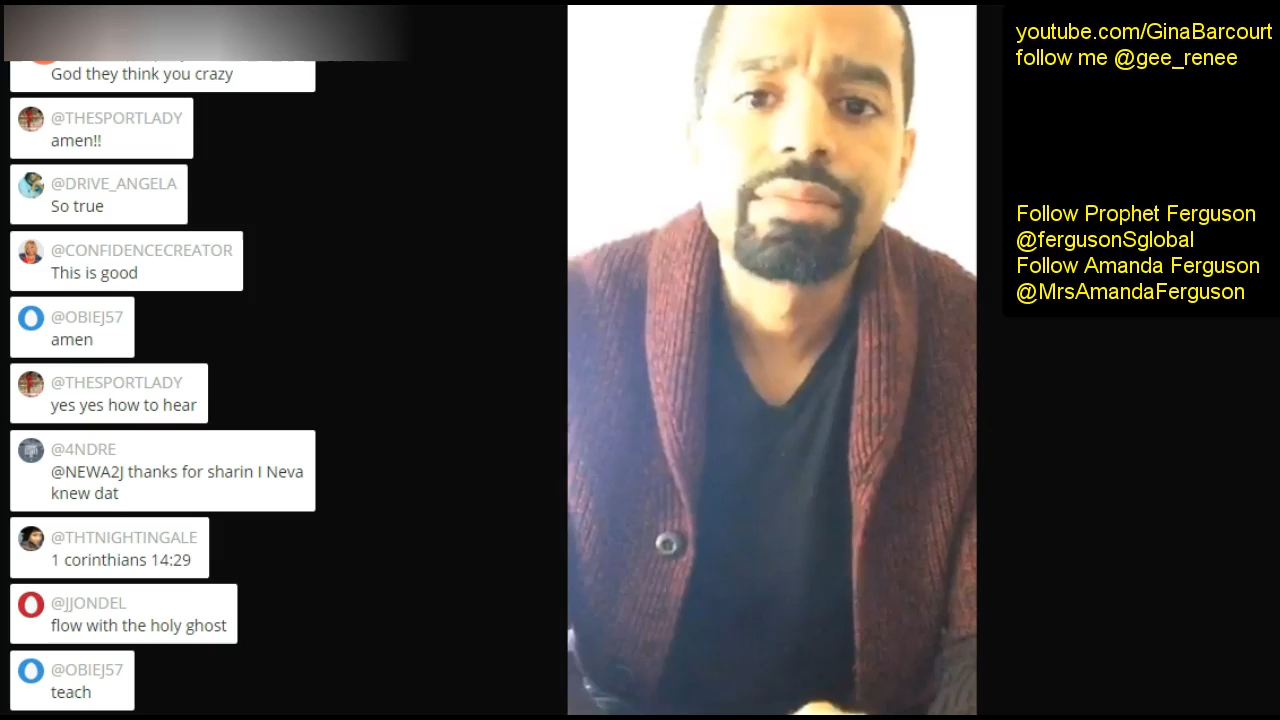 God they think you crazy
@THESPORTLADY
amen!!
@DRIVE_ANGELA
So true
@CONFIDENCECREATOR
This is good
@OBIEJ57
amen
@THESPORTLADY
yes yes how to hear
@4NDRE
@NEWA2J thanks for sharin I Neva
knew dat
@THTNIGHTINGALE
1 corinthians 14:29
@JJONDEL
flow with the holy ghost
@OBIEJ57
teach
youtube.com/GinaBarcourt
follow me @gee_renee
Follow Prophet Ferguson
@fergusonSglobal
Follow Amanda Ferguson
@MrsAmandaFerguson